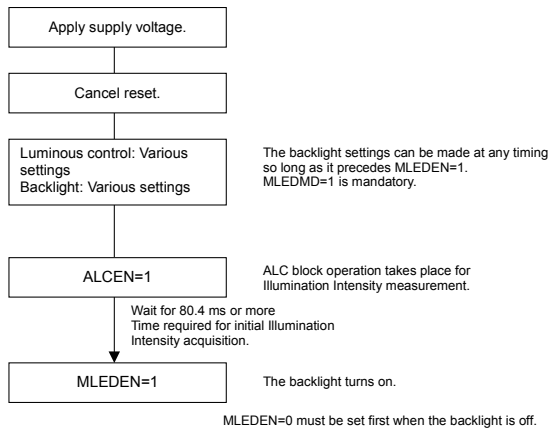 Apply supply voltage.
Cancel reset.
Luminous control: Various
settings
Backlight: Various settings
The backlight settings can be made at any timing
so long as it precedes MLEDEN=1.
MLEDMD=1 is mandatory.
ALCEN=1
ALC block operation takes place for
Illumination Intensity measurement.
Wait for 80.4 ms or more
Time required for initial Illumination
Intensity acquisition.
MLEDEN=1
The backlight turns on.
MLEDEN=0 must be set first when the backlight is off.